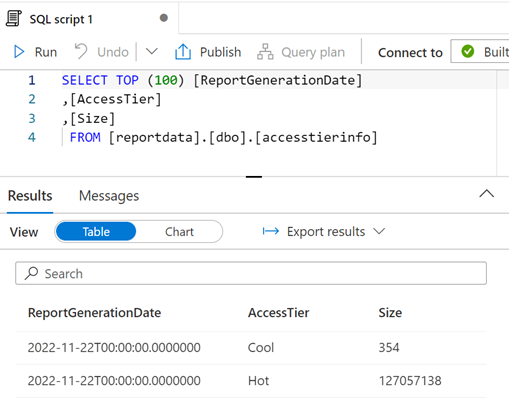 SQL script 1
Run Undo Publish Query plan Connect to Built
1 SELECT TOP (100) [ReportGenerationDate]
2 ,[AccessTier]
3 ,[Size]
4 FROM [reportdata].[dbo].[accesstierinfo]
Results Messages
View Table Chart Export results
Search
ReportGenerationDate AccessTier Size
2022-11-22T00:00:00.0000000 Cool 354
2022-11-22T00:00:00.0000000 Hot 127057138